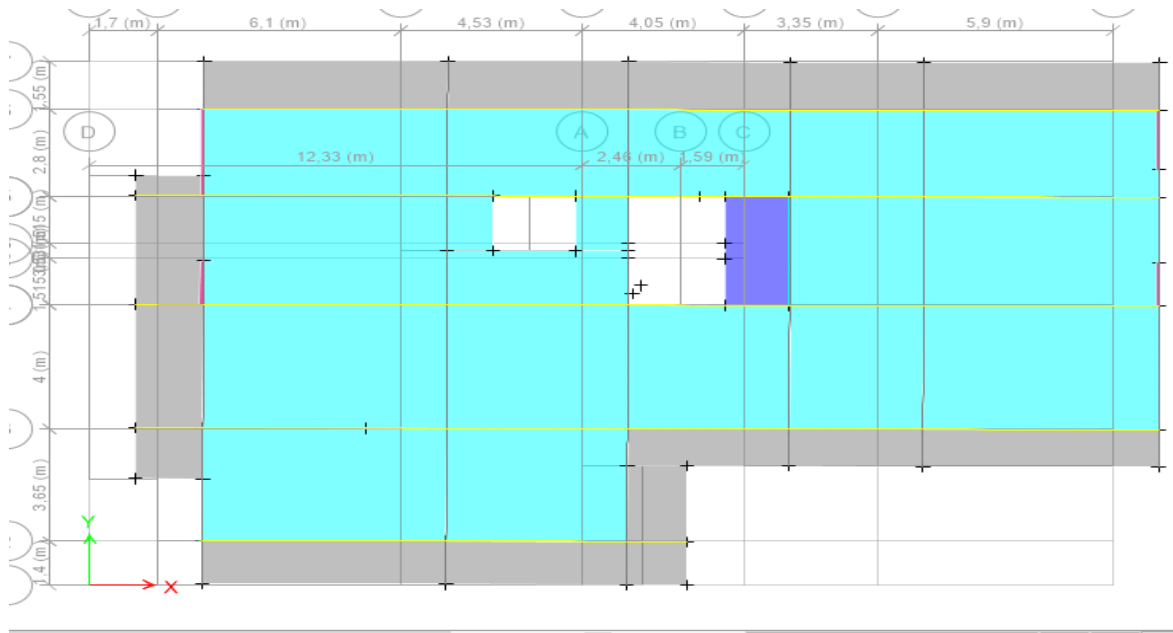 1,7 (m) 6,1 (m) 4,53 (m) 4,05 (m) 3,35 (m) 5,9 (m)
D A B C
12,33 (m) 2,46 (m) 1,59 (m)
1,55 (m)
2,8 (m)
4 (m)
3,65 (m)
1,4 (m)
Y
X